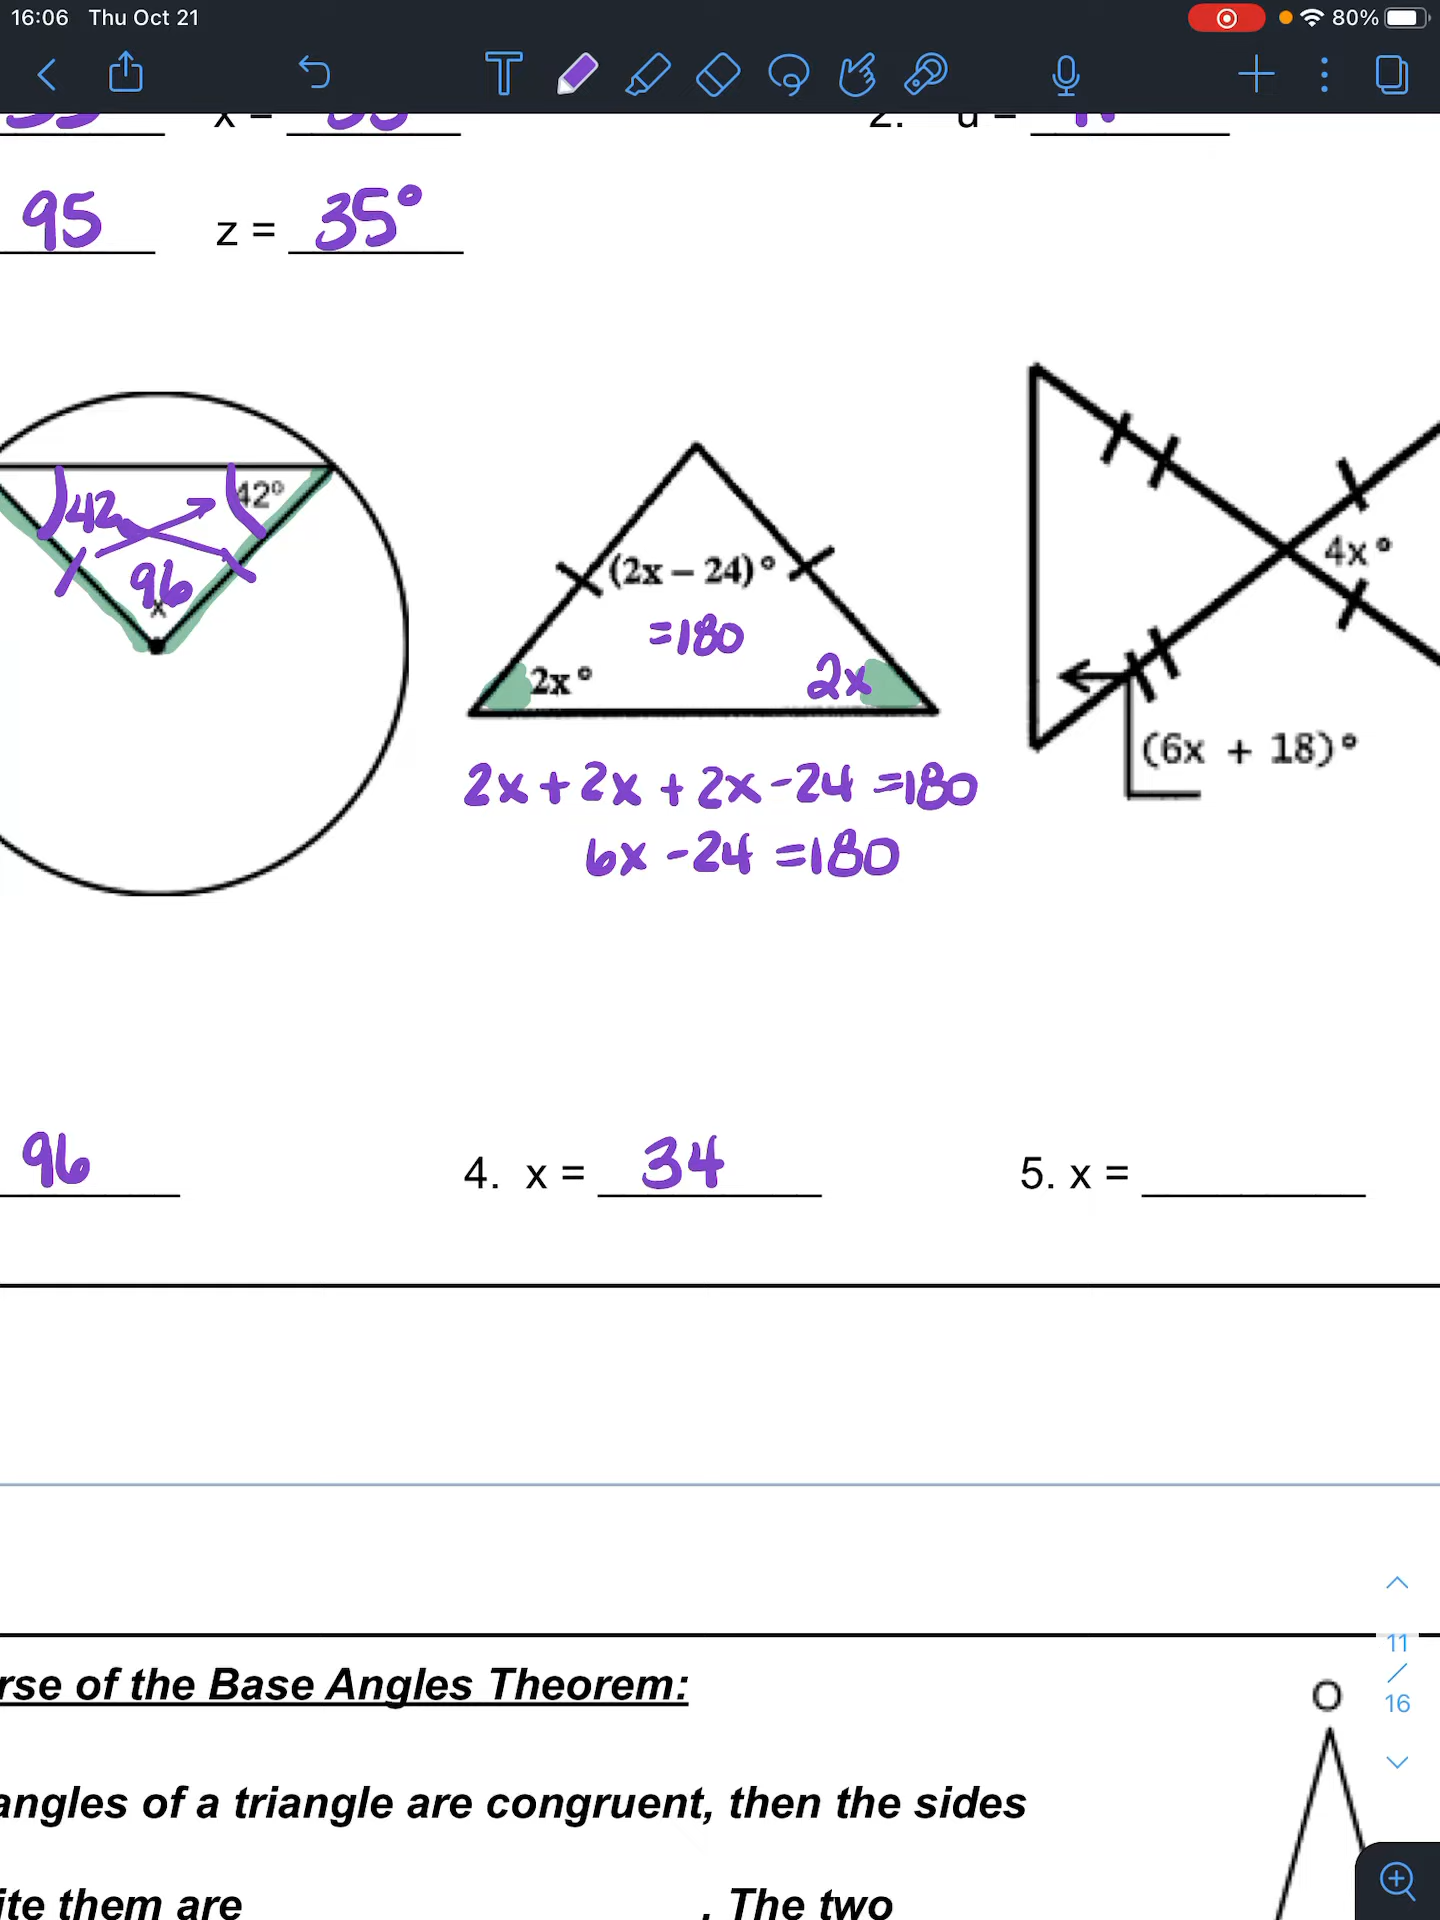 16:06 Thu Oct 21
80%
T
95 z = 35°
42 42°
96
x
(2x – 24)°
=180
2x° 2x
4x°
(6x + 18)°
2x + 2x + 2x - 24 = 180
6x - 24 = 180
96
4. x = 34
5. x =
11
/
16
rse of the Base Angles Theorem:
O
angles of a triangle are congruent, then the sides
ite them are . The two